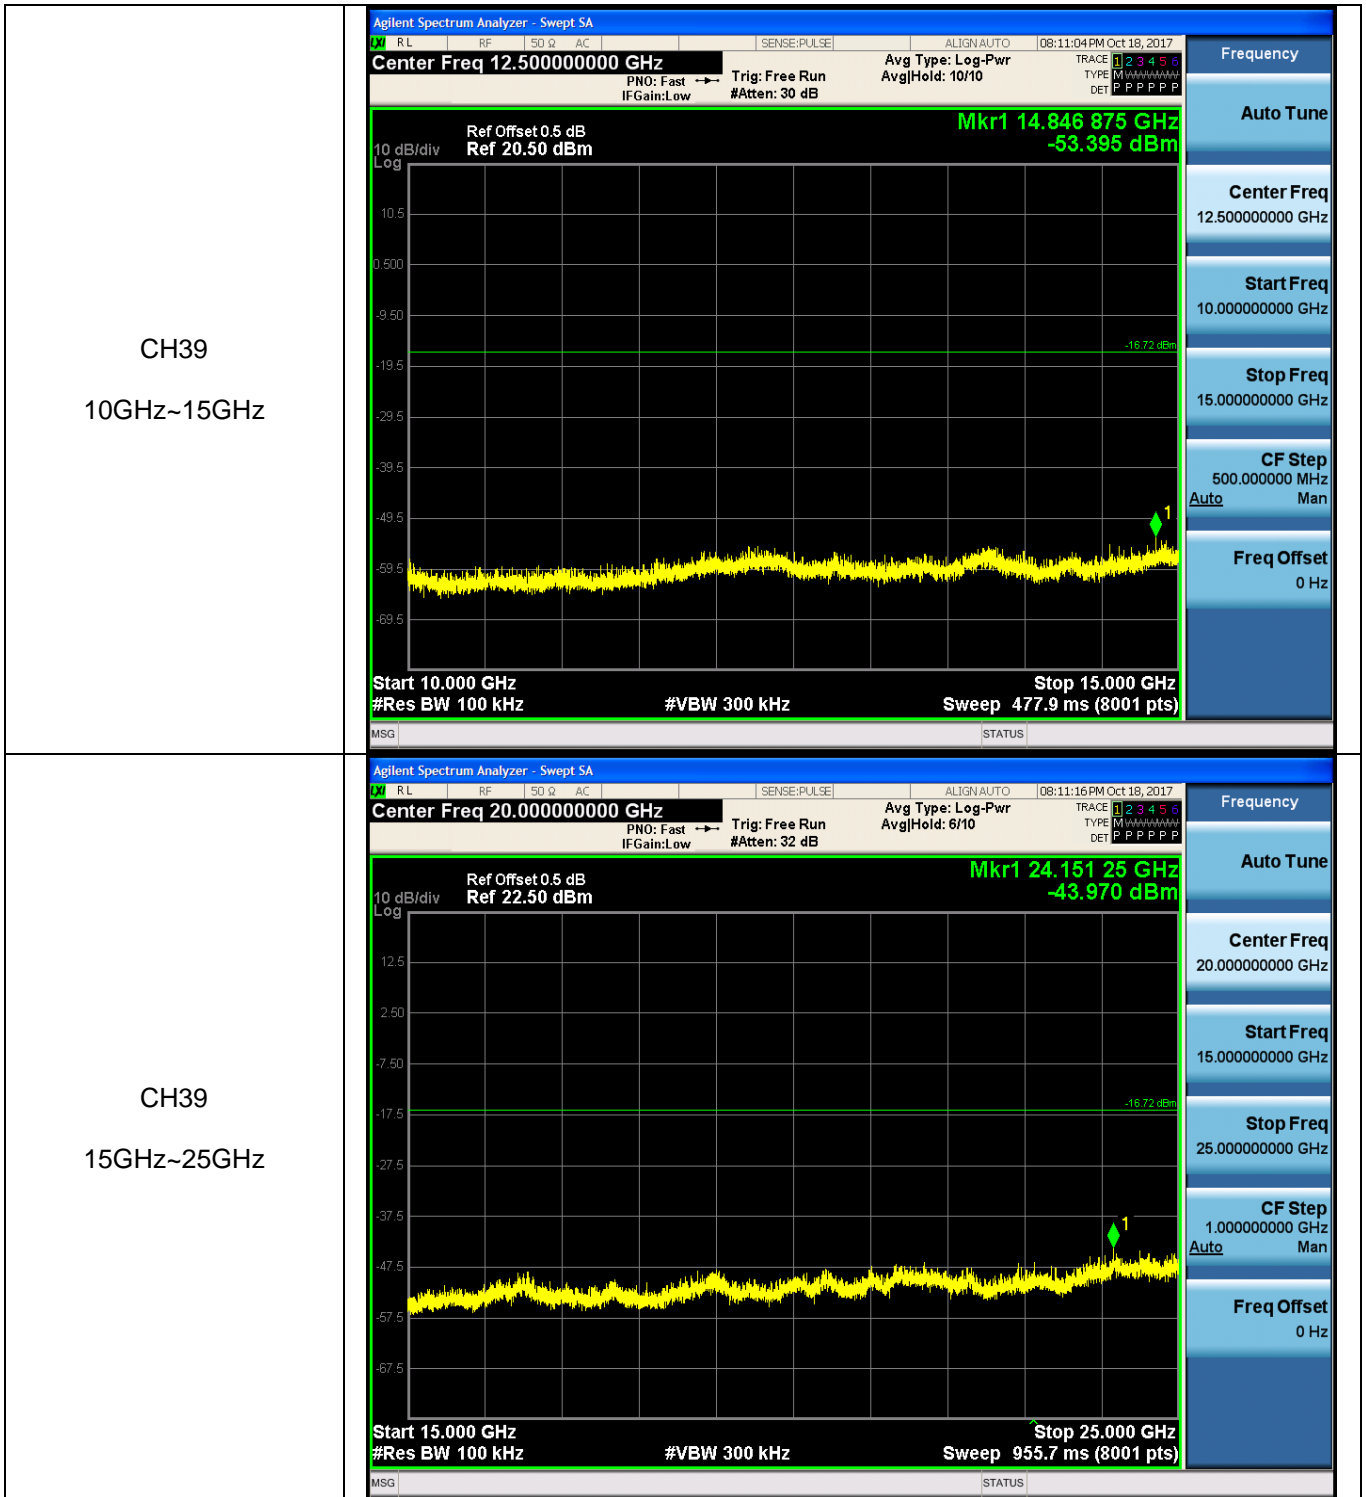 CH39
10GHz~15GHz
Agilent Spectrum Analyzer - Swept SA
LXI RL RF 50 Ω AC SENSE:PULSE ALIGNAUTO 08:11:04 PM Oct 18, 2017
Center Freq 12.500000000 GHz
PNO: Fast
IFGain:Low
Trig: Free Run
#Atten: 30 dB
Avg Type: Log-Pwr
Avg|Hold: 10/10
TRACE 1 2 3 4 5 6
TYPE M WWWWW
DET P P P P P P
Mkr1 14.846 875 GHz
-53.395 dBm
Ref Offset 0.5 dB
10 dB/div Ref 20.50 dBm
Log
10.5
0.500
-9.50
-16.72 dBm
-19.5
-29.5
-39.5
-49.5
1
-59.5
-69.5
Start 10.000 GHz Stop 15.000 GHz
#Res BW 100 kHz #VBW 300 kHz Sweep 477.9 ms (8001 pts)
MSG STATUS
Frequency
Auto Tune
Center Freq
12.500000000 GHz
Start Freq
10.000000000 GHz
Stop Freq
15.000000000 GHz
CF Step
500.000000 MHz
Auto Man
Freq Offset
0 Hz
CH39
15GHz~25GHz
Agilent Spectrum Analyzer - Swept SA
LXI RL RF 50 Ω AC SENSE:PULSE ALIGNAUTO 08:11:16 PM Oct 18, 2017
Center Freq 20.000000000 GHz
PNO: Fast
IFGain:Low
Trig: Free Run
#Atten: 32 dB
Avg Type: Log-Pwr
Avg|Hold: 6/10
TRACE 1 2 3 4 5 6
TYPE M WWWWW
DET P P P P P P
Mkr1 24.151 25 GHz
-43.970 dBm
Ref Offset 0.5 dB
10 dB/div Ref 22.50 dBm
Log
12.5
2.50
-7.50
-16.72 dBm
-17.5
-27.5
-37.5
1
-47.5
-57.5
-67.5
Start 15.000 GHz Stop 25.000 GHz
#Res BW 100 kHz #VBW 300 kHz Sweep 955.7 ms (8001 pts)
MSG STATUS
Frequency
Auto Tune
Center Freq
20.000000000 GHz
Start Freq
15.000000000 GHz
Stop Freq
25.000000000 GHz
CF Step
1.000000000 GHz
Auto Man
Freq Offset
0 Hz